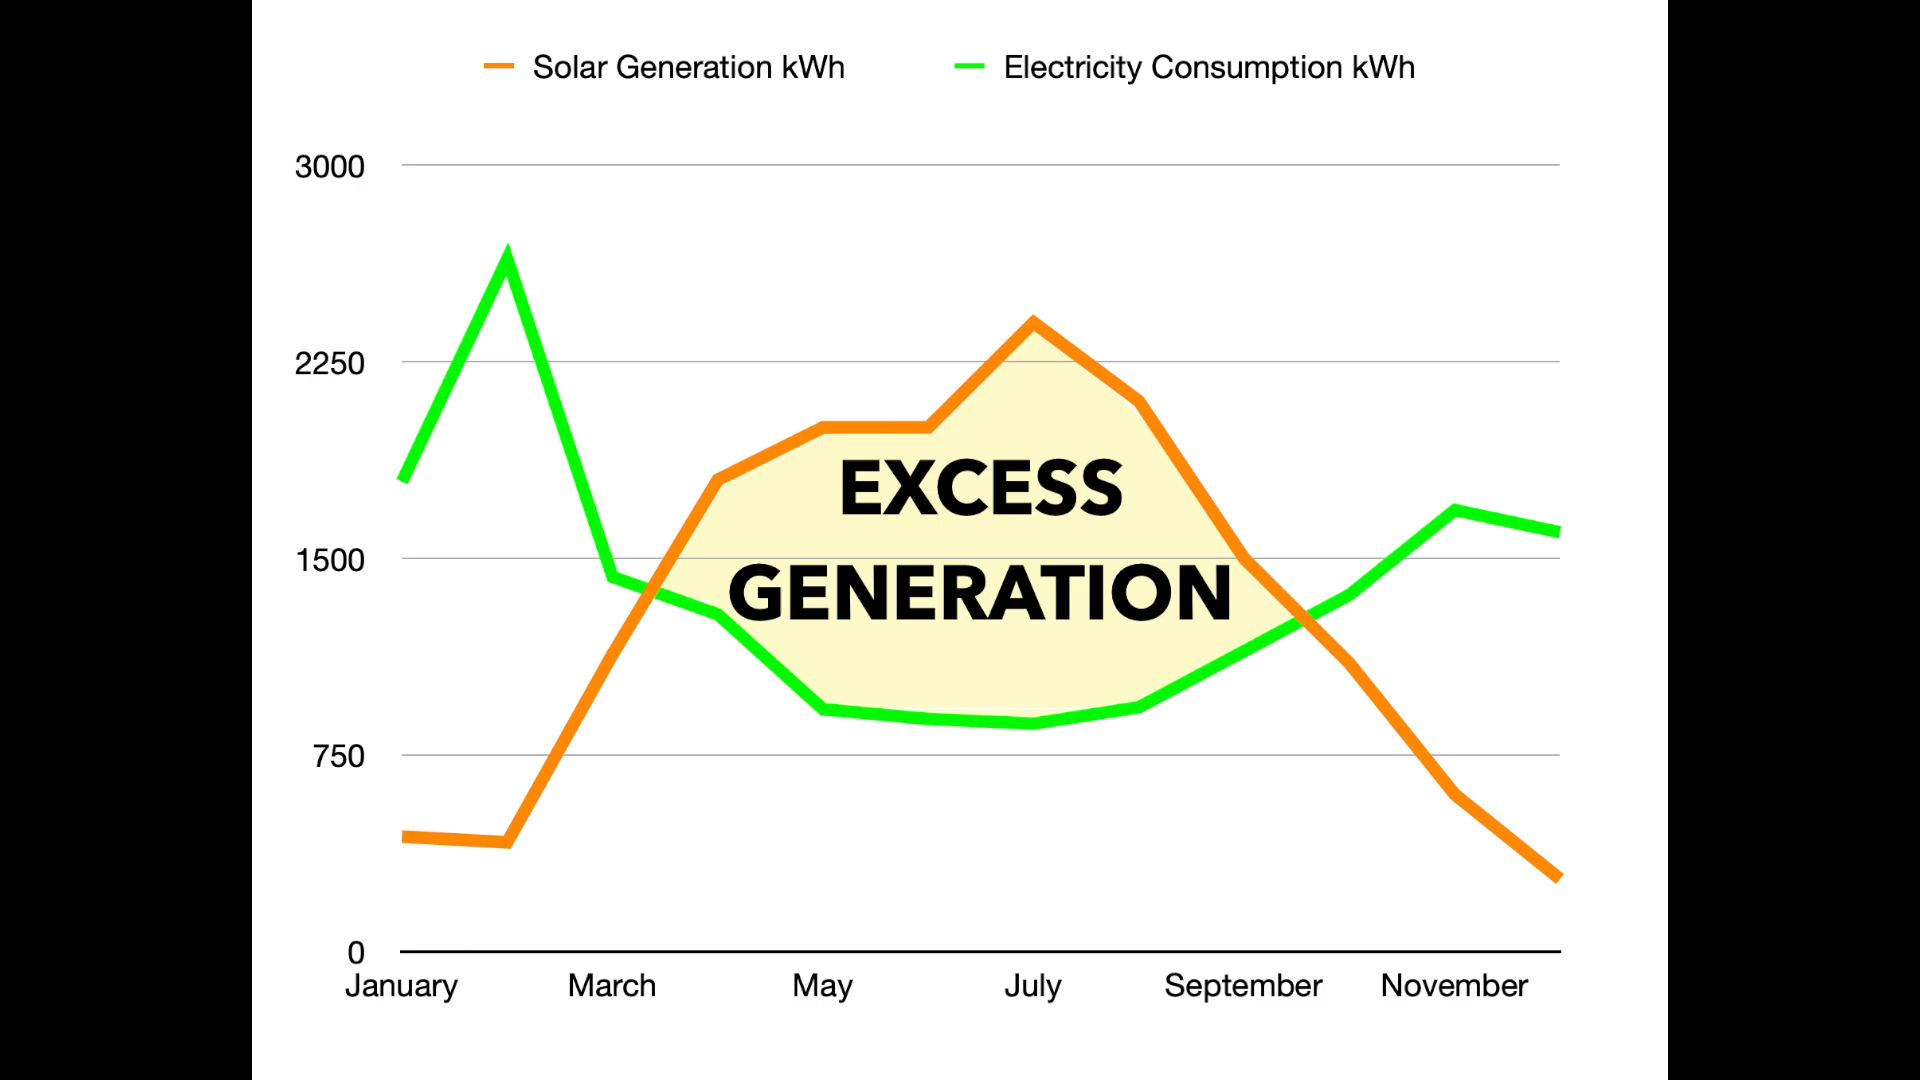 Solar Generation kWh
Electricity Consumption kWh
3000
2250
EXCESS
1500
GENERATION
750
0
January March May July September November